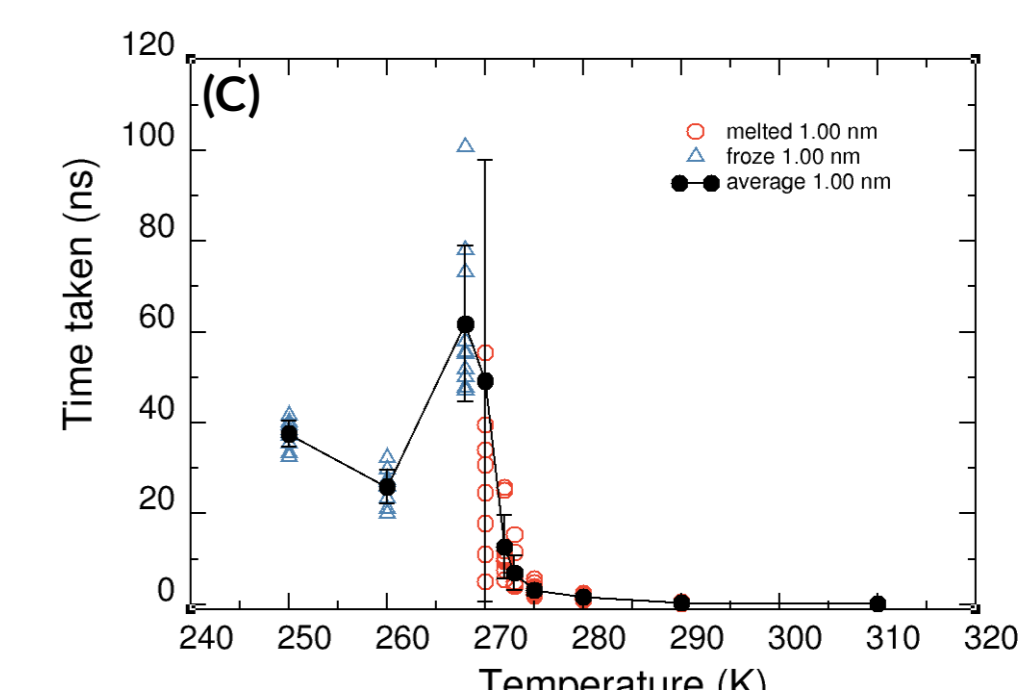 120
(C)
melted 1.00 nm
100
froze 1.00 nm
average 1.00 nm
80
60
40
20
0
Time taken (ns)
240 250 260 270 280 290 300 310 320
Temperature (K)